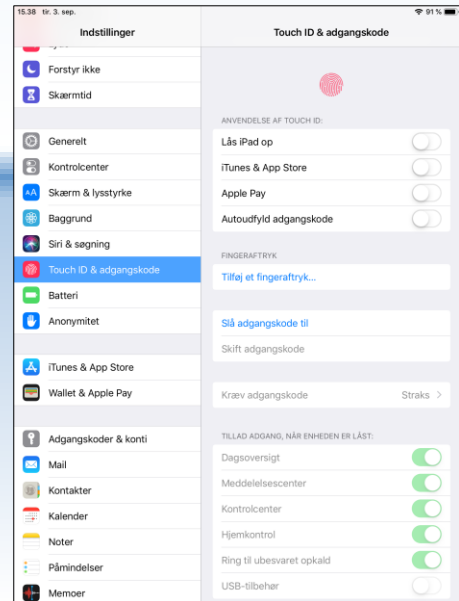 15.38 tir. 3. sep.
91 %
Indstillinger
Forstyr ikke
Skærmtid
Generelt
Kontrolcenter
AA
Skærm & lysstyrke
Baggrund
Siri & søgning
Touch ID & adgangskode
Batteri
Anonymitet
iTunes & App Store
Wallet & Apple Pay
Adgangskoder & konti
Mail
Kontakter
Kalender
Noter
Påmindelser
Memoer
Touch ID & adgangskode
ANVENDELSE AF TOUCH ID:
Lås iPad op
iTunes & App Store
Apple Pay
Autoudfyld adgangskode
FINGERAFTRYK
Tilføj et fingeraftryk...
Slå adgangskode til
Skift adgangskode
Kræv adgangskode Straks
TILLAD ADGANG, NÅR ENHEDEN ER LÅST:
Dagsoversigt
Meddelelsescenter
Kontrolcenter
Hjemkontrol
Ring til ubesvaret opkald
USB-tilbehør